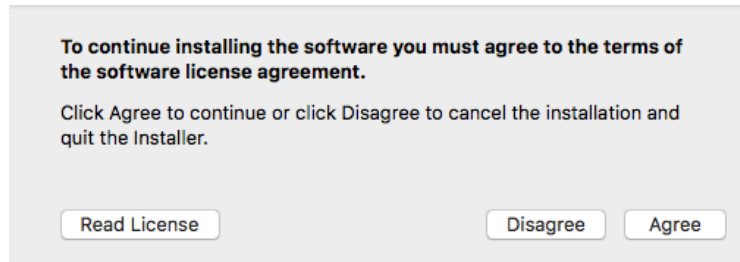 To continue installing the software you must agree to the terms of
the software license agreement.
Click Agree to continue or click Disagree to cancel the installation and
quit the Installer.
Read License Disagree Agree